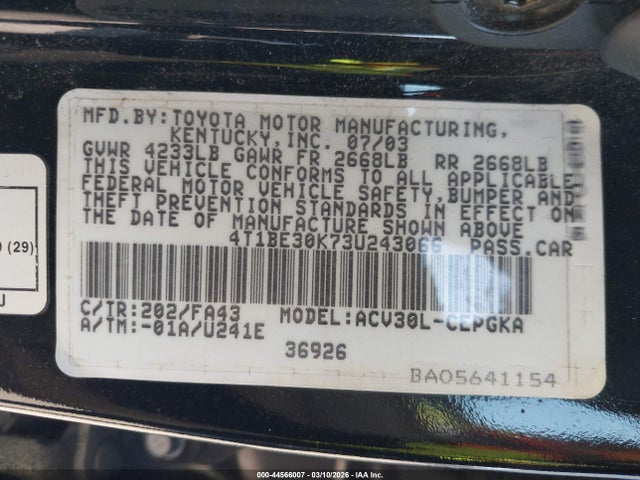 MFD.BY:TOYOTA MOTOR MANUFACTURING,
KENTUCKY,INC. 07/03
GVWR 4233LB GAWR FR 2668LB RR 2668LB
THIS VEHICLE CONFORMS TO ALL APPLICABLE
FEDERAL MOTOR VEHICLE SAFETY,BUMPER,AND
THEFT PREVENTION STANDARDS IN EFFECT ON
THE DATE OF MANUFACTURE SHOWN ABOVE
4T1BE30K73U243066 PASS.CAR
C/TR:202/FA43 MODEL:ACV30L-CEPGKA
A/TM:-01A/U241E
36926
BA05641154
(29)
000-44566007 | 03/10/2026 | IAA Inc.